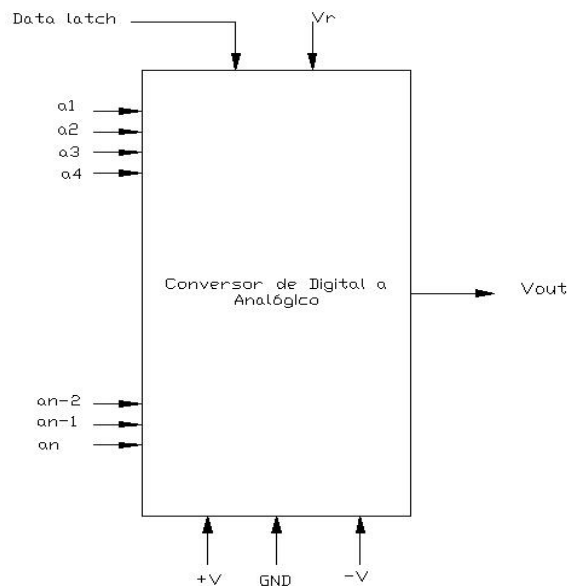 Data latch
Vr
a1
a2
a3
a4
Conversor de Digital a
Analógico
Vout
an-2
an-1
an
+V
GND
-V